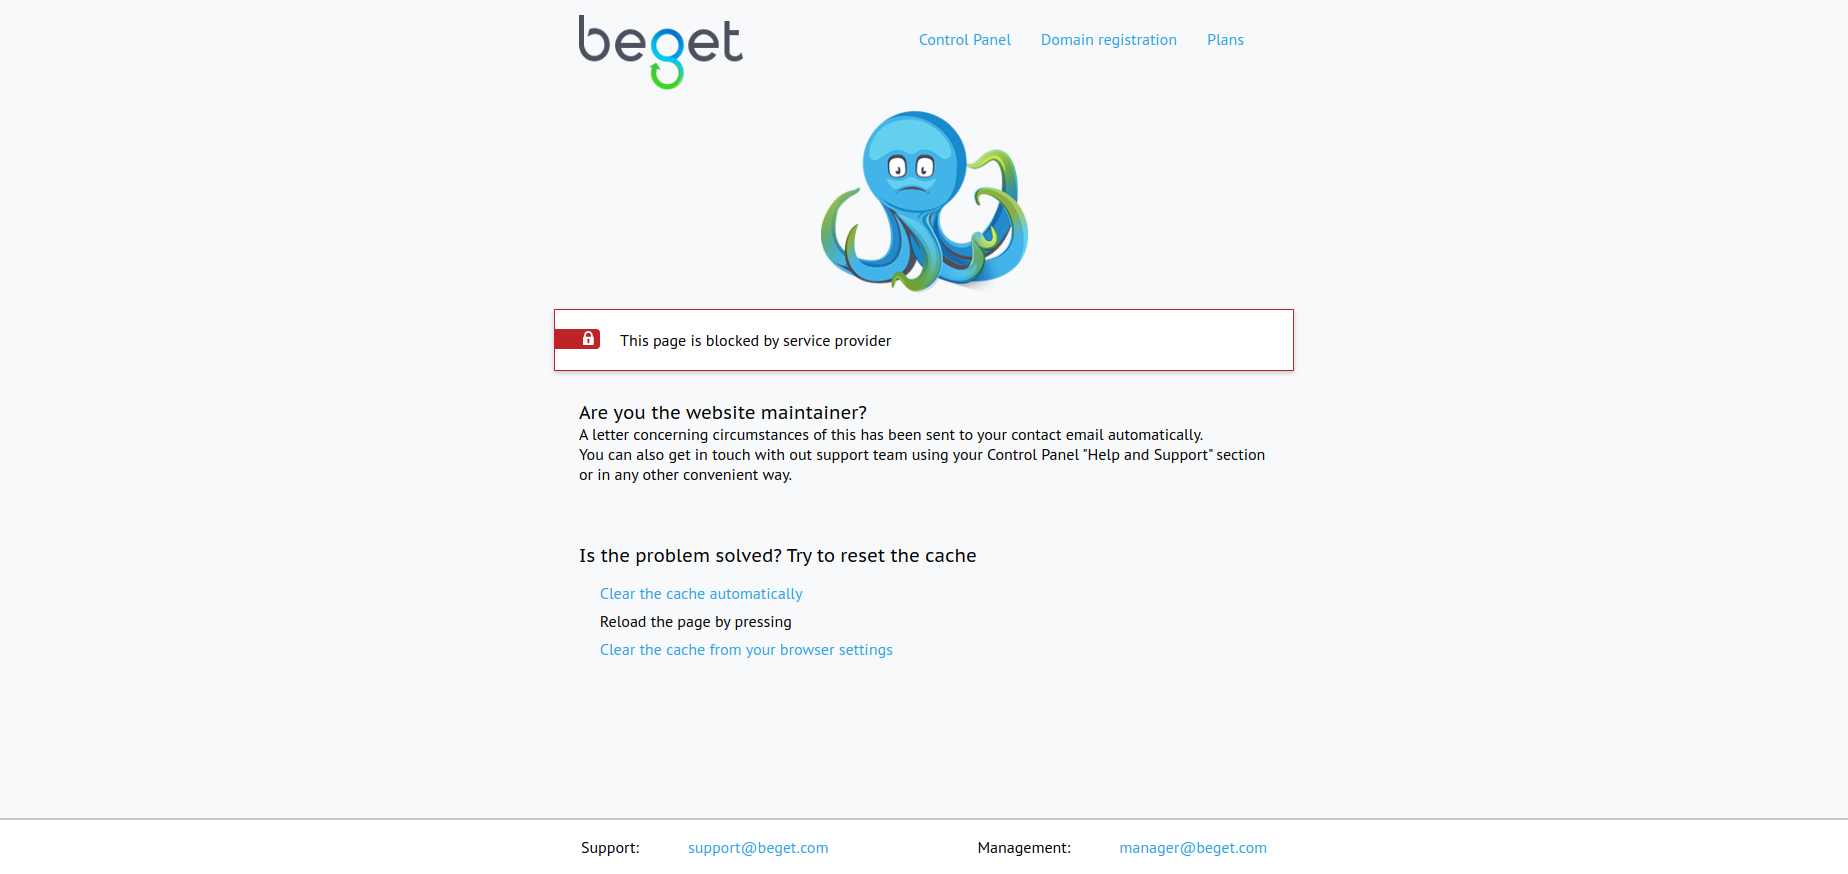 beget
Control Panel
Domain registration
Plans
This page is blocked by service provider
Are you the website maintainer?
A letter concerning circumstances of this has been sent to your contact email automatically.
You can also get in touch with out support team using your Control Panel "Help and Support" section
or in any other convenient way.
Is the problem solved? Try to reset the cache
Clear the cache automatically
Reload the page by pressing
Clear the cache from your browser settings
Support: support@beget.com
Management: manager@beget.com